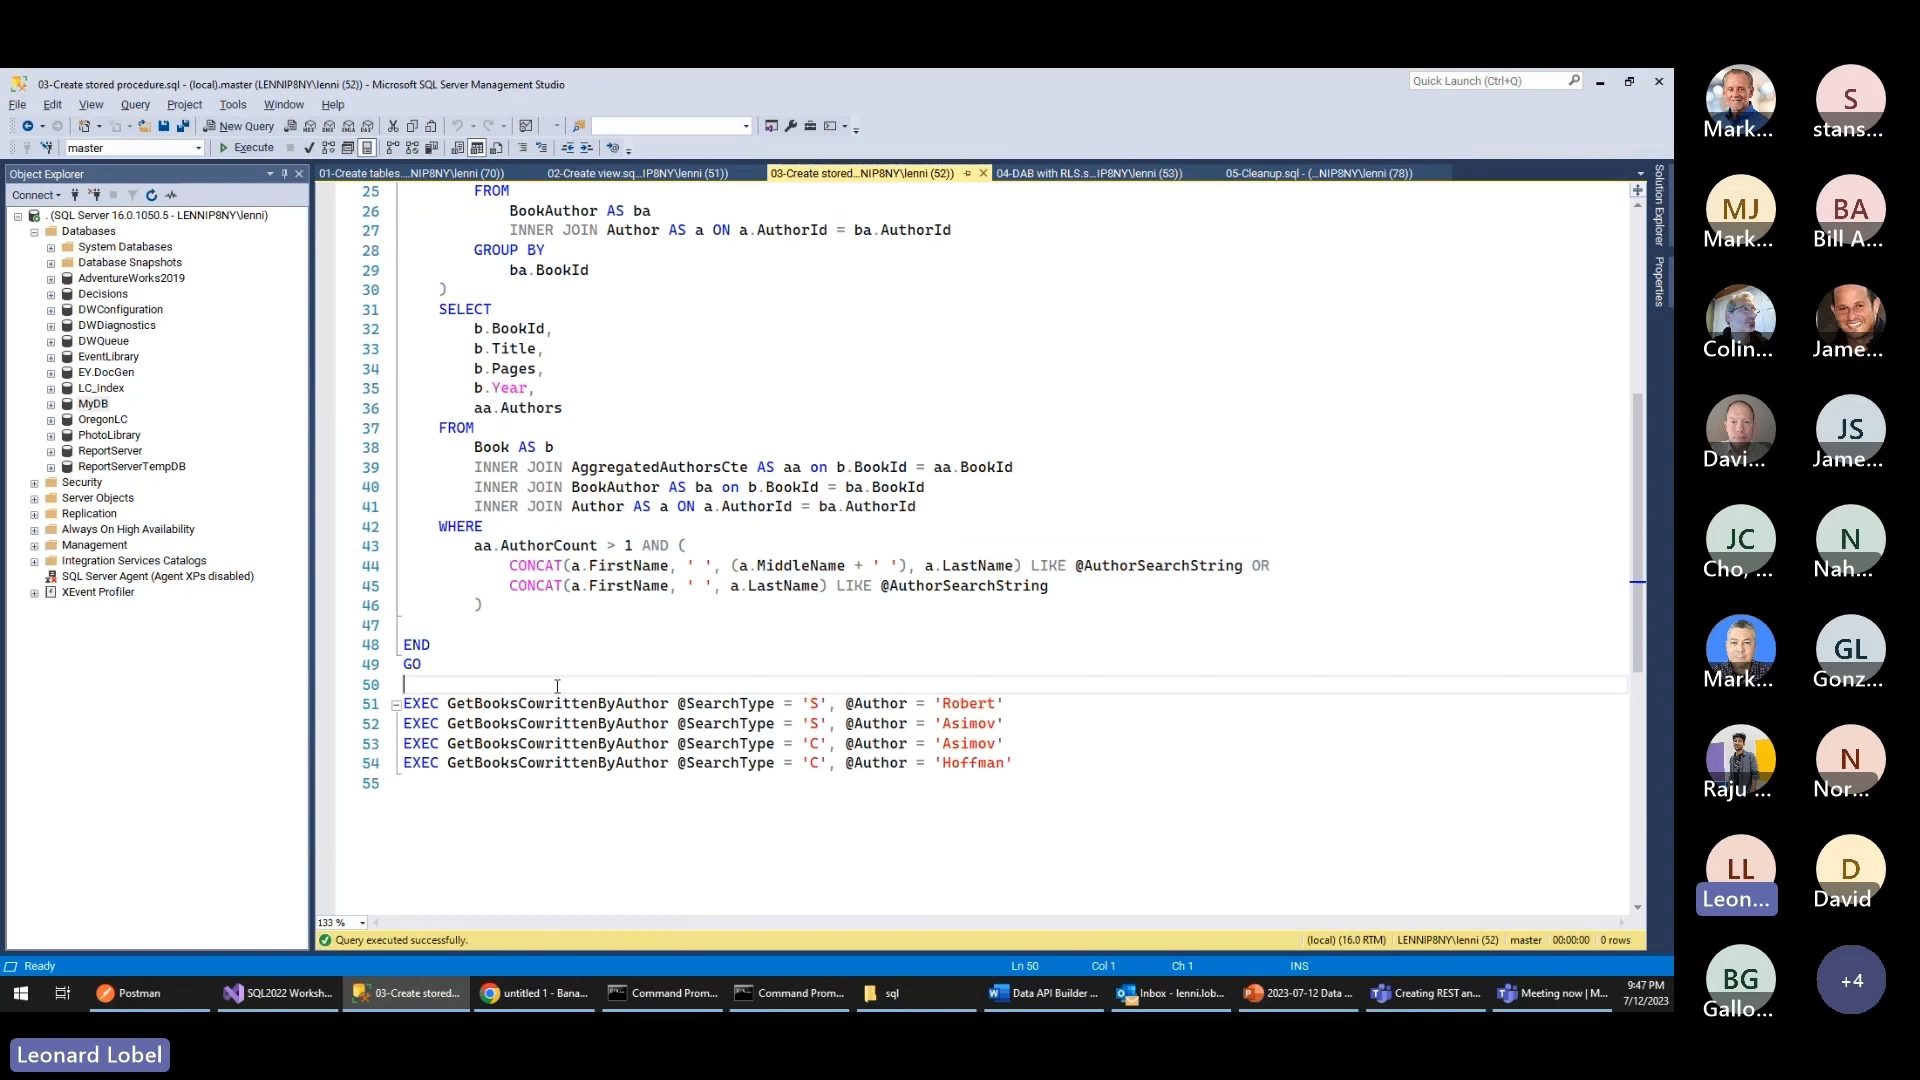 03-Create stored procedure.sql - (local).master (LENNIP8NY\lenni (52)) - Microsoft SQL Server Management Studio
Quick Launch (Ctrl+Q)
File Edit View Query Project Tools Window Help
New Query
master
Execute
Object Explorer
Connect
. (SQL Server 16.0.1050.5 - LENNIP8NY\lenni)
Databases
System Databases
Database Snapshots
AdventureWorks2019
Decisions
DWConfiguration
DWDiagnostics
DWQueue
EventLibrary
EY.DocGen
LC_Index
MyDB
OregonLC
PhotoLibrary
ReportServer
ReportServerTempDB
Security
Server Objects
Replication
Always On High Availability
Management
Integration Services Catalogs
SQL Server Agent (Agent XPs disabled)
XEvent Profiler
01-Create tables....NIP8NY\lenni (70)) 02-Create view.sq...IP8NY\lenni (51)) 03-Create stored...NIP8NY\lenni (52)) 04-DAB with RLS.s...IP8NY\lenni (53)) 05-Cleanup.sql - (...NIP8NY\lenni (78))
25 FROM
26 BookAuthor AS ba
27 INNER JOIN Author AS a ON a.AuthorId = ba.AuthorId
28 GROUP BY
29 ba.BookId
30 )
31 SELECT
32 b.BookId,
33 b.Title,
34 b.Pages,
35 b.Year,
36 aa.Authors
37 FROM
38 Book AS b
39 INNER JOIN AggregatedAuthorsCte AS aa on b.BookId = aa.BookId
40 INNER JOIN BookAuthor AS ba on b.BookId = ba.BookId
41 INNER JOIN Author AS a ON a.AuthorId = ba.AuthorId
42 WHERE
43 aa.AuthorCount > 1 AND (
44 CONCAT(a.FirstName, ' ', (a.MiddleName + ' '), a.LastName) LIKE @AuthorSearchString OR
45 CONCAT(a.FirstName, ' ', a.LastName) LIKE @AuthorSearchString
46 )
47
48 END
49 GO
50
51 EXEC GetBooksCowrittenByAuthor @SearchType = 'S', @Author = 'Robert'
52 EXEC GetBooksCowrittenByAuthor @SearchType = 'S', @Author = 'Asimov'
53 EXEC GetBooksCowrittenByAuthor @SearchType = 'C', @Author = 'Asimov'
54 EXEC GetBooksCowrittenByAuthor @SearchType = 'C', @Author = 'Hoffman'
55
133 %
Query executed successfully. (local) (16.0 RTM) LENNIP8NY\lenni (52) master 00:00:00 0 rows
Solution Explorer
Properties
Ready Ln 50 Col 1 Ch 1 INS
Postman SQL2022 Worksh... 03-Create stored... untitled 1 - Bana... Command Prom... Command Prom... sql Data API Builder ... Inbox - lenni.lob... 2023-07-12 Data ... Creating REST an... Meeting now | M...
9:47 PM
7/12/2023
Mark...
S
stans...
MJ
Mark...
BA
Bill A...
Colin...
Jame...
Davi...
JS
Jame...
JC
Cho, ...
N
Nah...
Mark...
GL
Gonz...
Raju ...
N
Nor...
LL
Leon...
D
David
BG
Gallo...
+4
Leonard Lobel